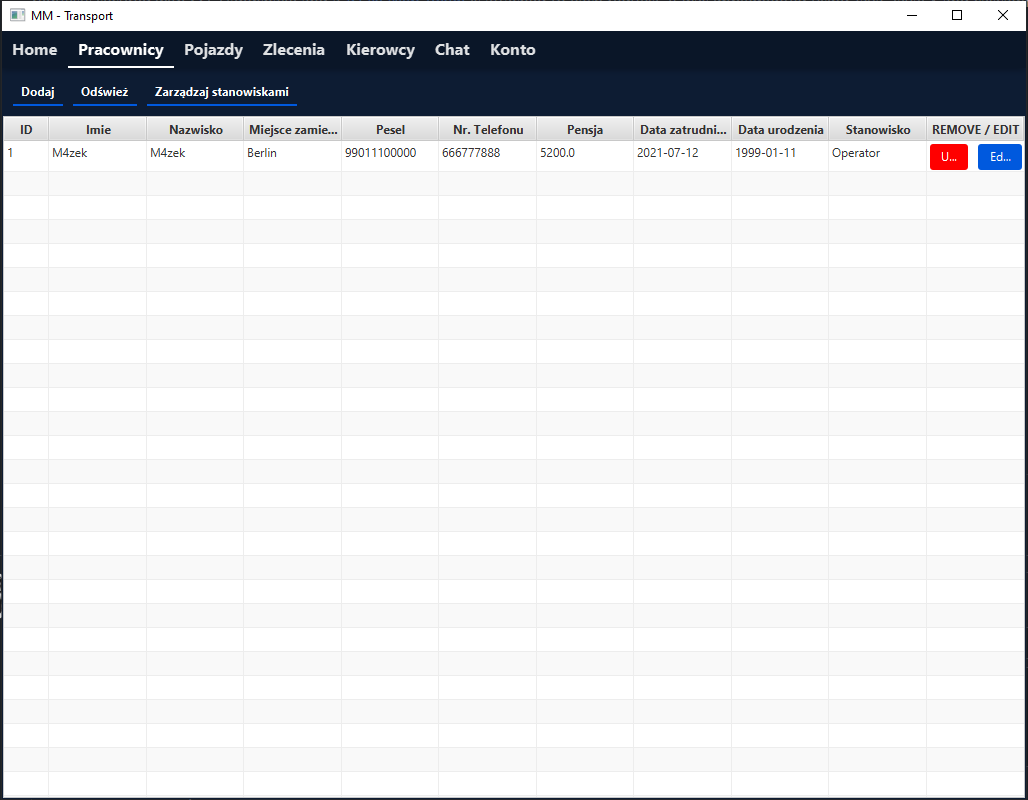 MM - Transport
Home Pracownicy Pojazdy Zlecenia Kierowcy Chat Konto
Dodaj Odśwież Zarządzaj stanowiskami
ID Imie Nazwisko Miejsce zamie... Pesel Nr. Telefonu Pensja Data zatrudni... Data urodzenia Stanowisko REMOVE / EDIT
1 M4zek M4zek Berlin 99011100000 666777888 5200.0 2021-07-12 1999-01-11 Operator U... Ed...